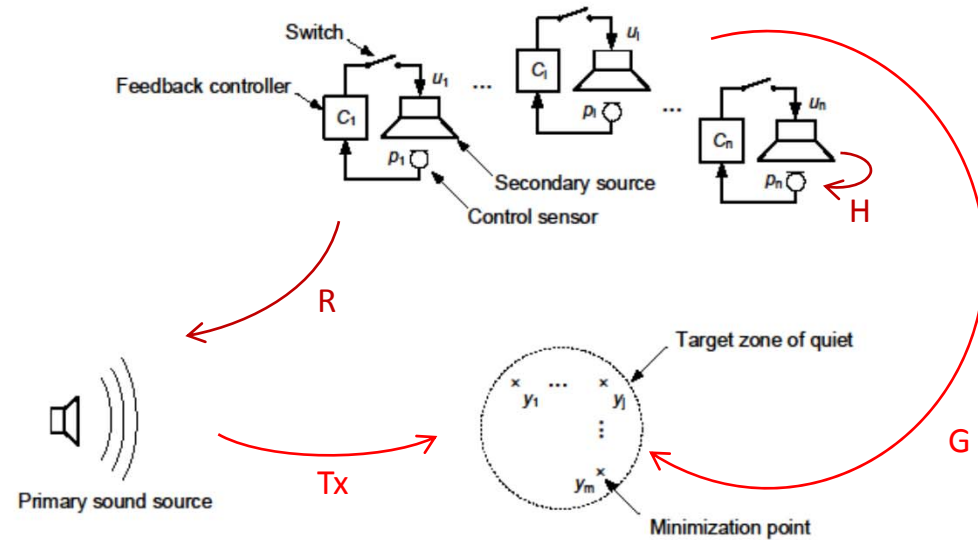 Switch
Feedback controller
C1
u1
p1
...
Ci
ui
pi
...
Cn
un
pn
Secondary source
Control sensor
H
R
Target zone of quiet
y1
...
yj
⋮
ym
G
Tx
Primary sound source
Minimization point